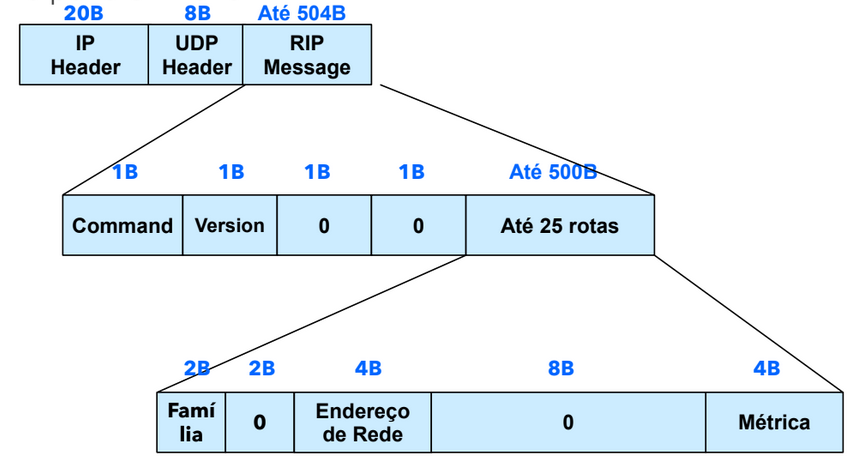 20B 8B Até 504B
IP Header UDP Header RIP Message
1B 1B 1B 1B Até 500B
Command Version 0 0 Até 25 rotas
2B 2B 4B 8B 4B
Famí
lia 0 Endereço de Rede 0 Métrica